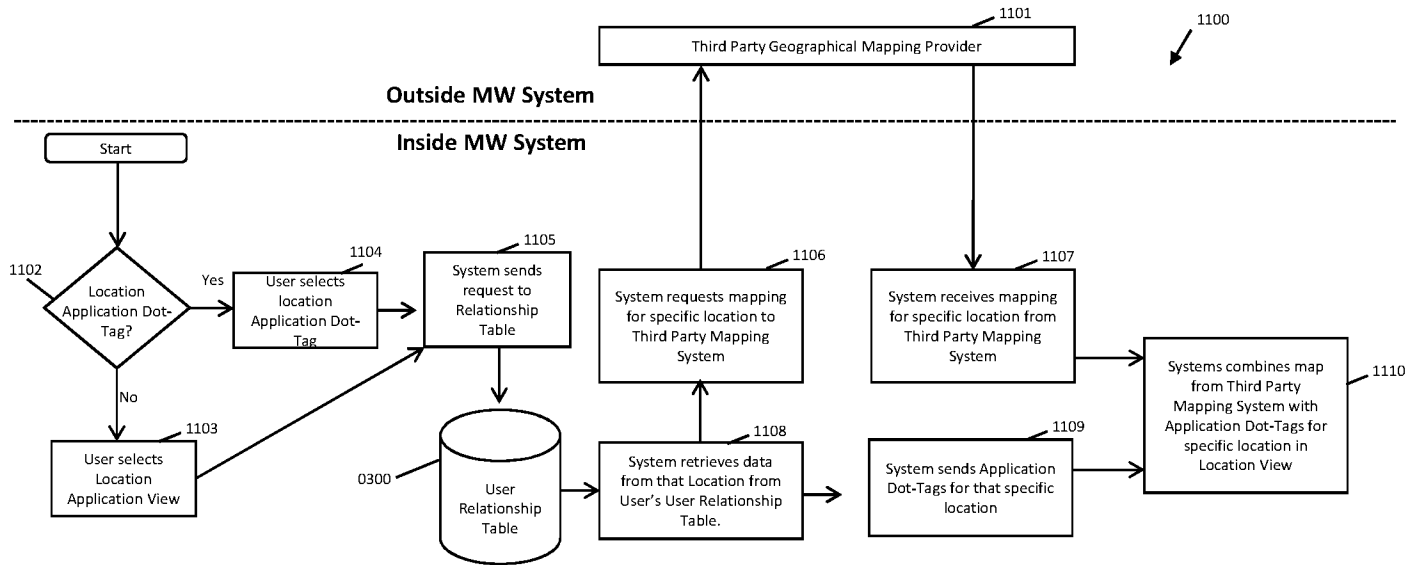 1101
1100
Third Party Geographical Mapping Provider
Outside MW System
Inside MW System
Start
1102
Location
Application Dot-
Tag?
Yes
No
1104
User selects
location
Application Dot-
Tag
1105
System sends
request to
Relationship
Table
1106
System requests mapping
for specific location to
Third Party Mapping
System
1107
System receives mapping
for specific location from
Third Party Mapping
System
1110
Systems combines map
from Third Party
Mapping System with
Application Dot-Tags for
specific location in
Location View
1103
User selects
Location
Application View
0300
User
Relationship
Table
1108
System retrieves data
from that Location from
User’s User Relationship
Table.
1109
System sends Application
Dot-Tags for that specific
location